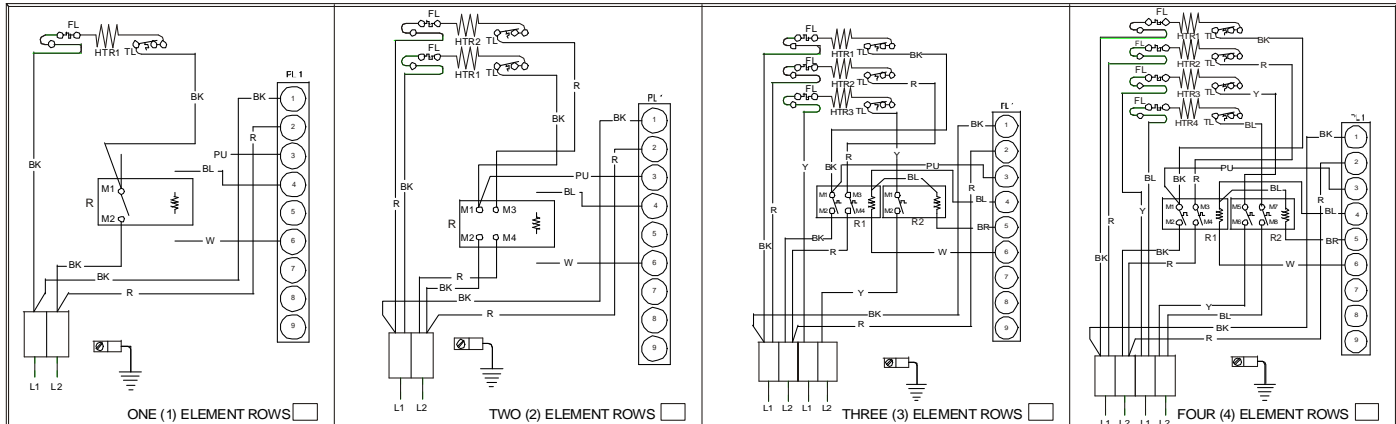 FL
HTR1 TL
BK BK PL 1
BK 1
R 2
PU 3
BL 4
5
M1
R
M2
W 6
7
BK
BK
R 8
9
L1 L2
ONE (1) ELEMENT ROWS
FL
HTR2 TL
FL
HTR1 TL
R
BK
BK
BK
R
1
2
PU 3
BL 4
M1 M3
R
M2 M4
5
W 6
R
BK
BK
7
R 8
9
L1 L2
TWO (2) ELEMENT ROWS
FL
HTR1 TL BK
FL
HTR2 TL R
FL
HTR3 TL
Y
Y
BK 1
BK R 2
PU 3
R
BL
M1 M3 M1
M2 M4 R2
BL 4
R
BK R1 BR 5
R W 6
BK
7
Y
8
BK
R 9
L1 L2 L1 L2
THREE (3) ELEMENT ROWS
FL
HTR1 TL BK
FL
HTR2 TL R
FL
HTR3 TL Y
FL
HTR4 TL BL
BK 1
R 2
BL BK R PU 3
BL
M1 M3 M5 M7
M2 M4 M6 M8
BL 4
R Y
BK R1 R2 BR 5
BK R W 6
7
Y
BL 8
BK
R 9
L1 L2 L1 L2
FOUR (4) ELEMENT ROWS